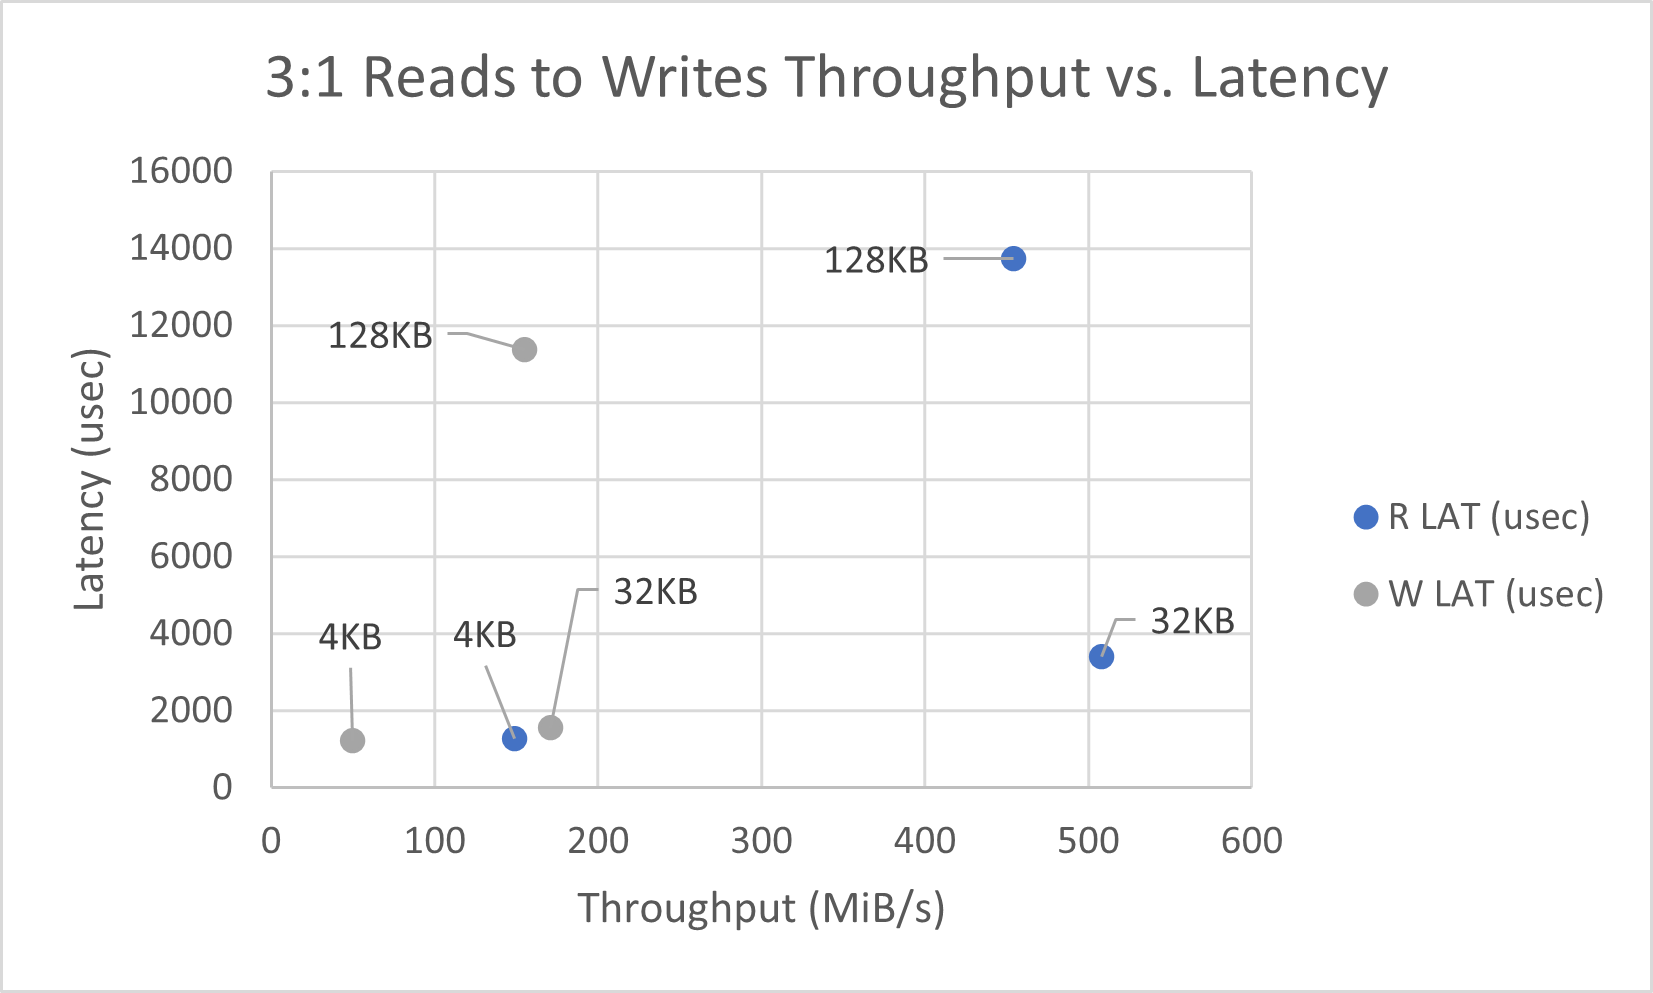 3:1 Reads to Writes Throughput vs. Latency
16000
14000
12000
10000
8000
6000
4000
2000
0
Latency (usec)
128KB
128KB
32KB
4KB
4KB
32KB
0 100 200 300 400 500 600
Throughput (MiB/s)
R LAT (usec)
W LAT (usec)